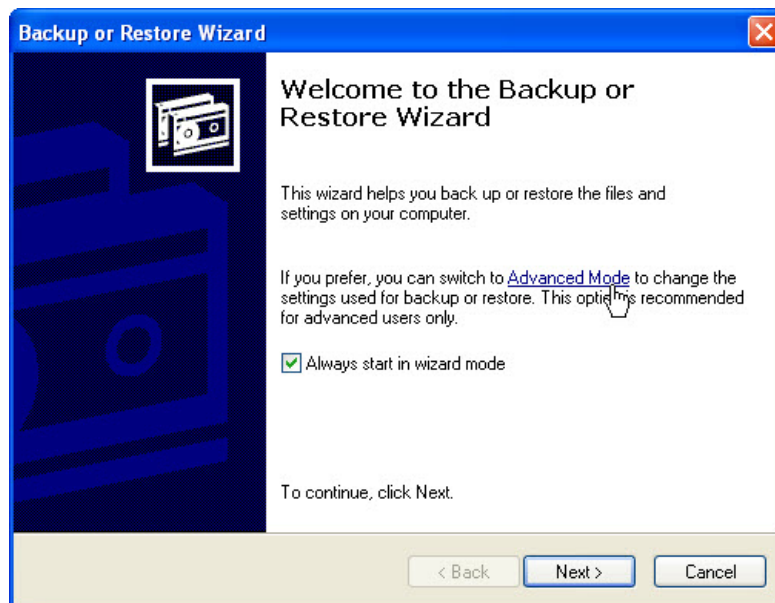 Backup or Restore Wizard
Welcome to the Backup or
Restore Wizard
This wizard helps you back up or restore the files and
settings on your computer.
If you prefer, you can switch to Advanced Mode to change the
settings used for backup or restore. This option is recommended
for advanced users only.
Always start in wizard mode
To continue, click Next.
< Back
Next >
Cancel